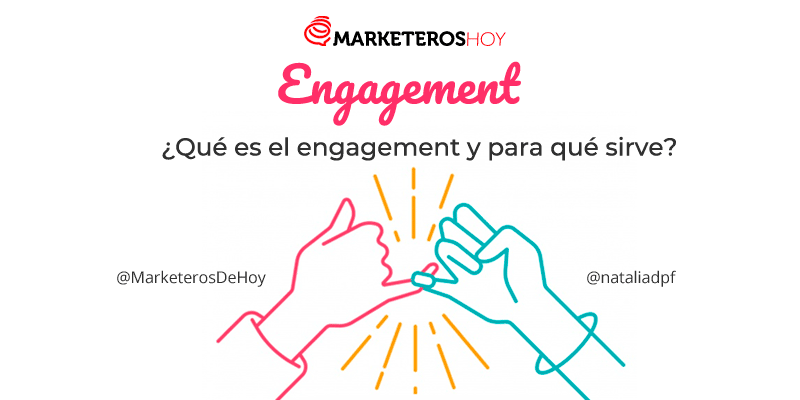 MARKETEROSHOY
Engagement
¿Qué es el engagement y para qué sirve?
@MarketerosDeHoy
@nataliadpf